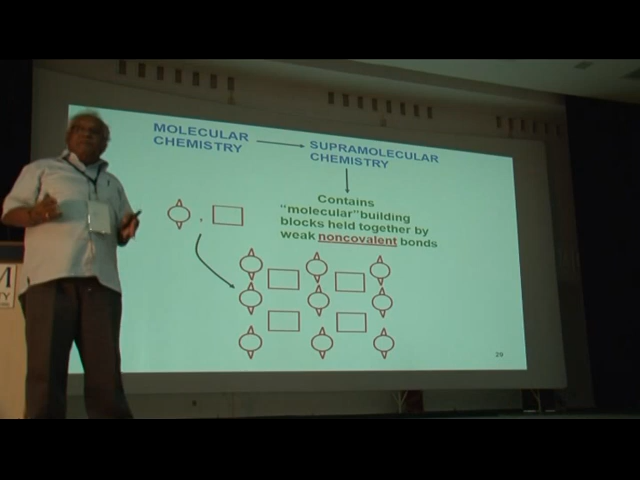 MOLECULAR
CHEMISTRY
SUPRAMOLECULAR
CHEMISTRY
Contains
"molecular"building
blocks held together by
weak noncovalent bonds
29